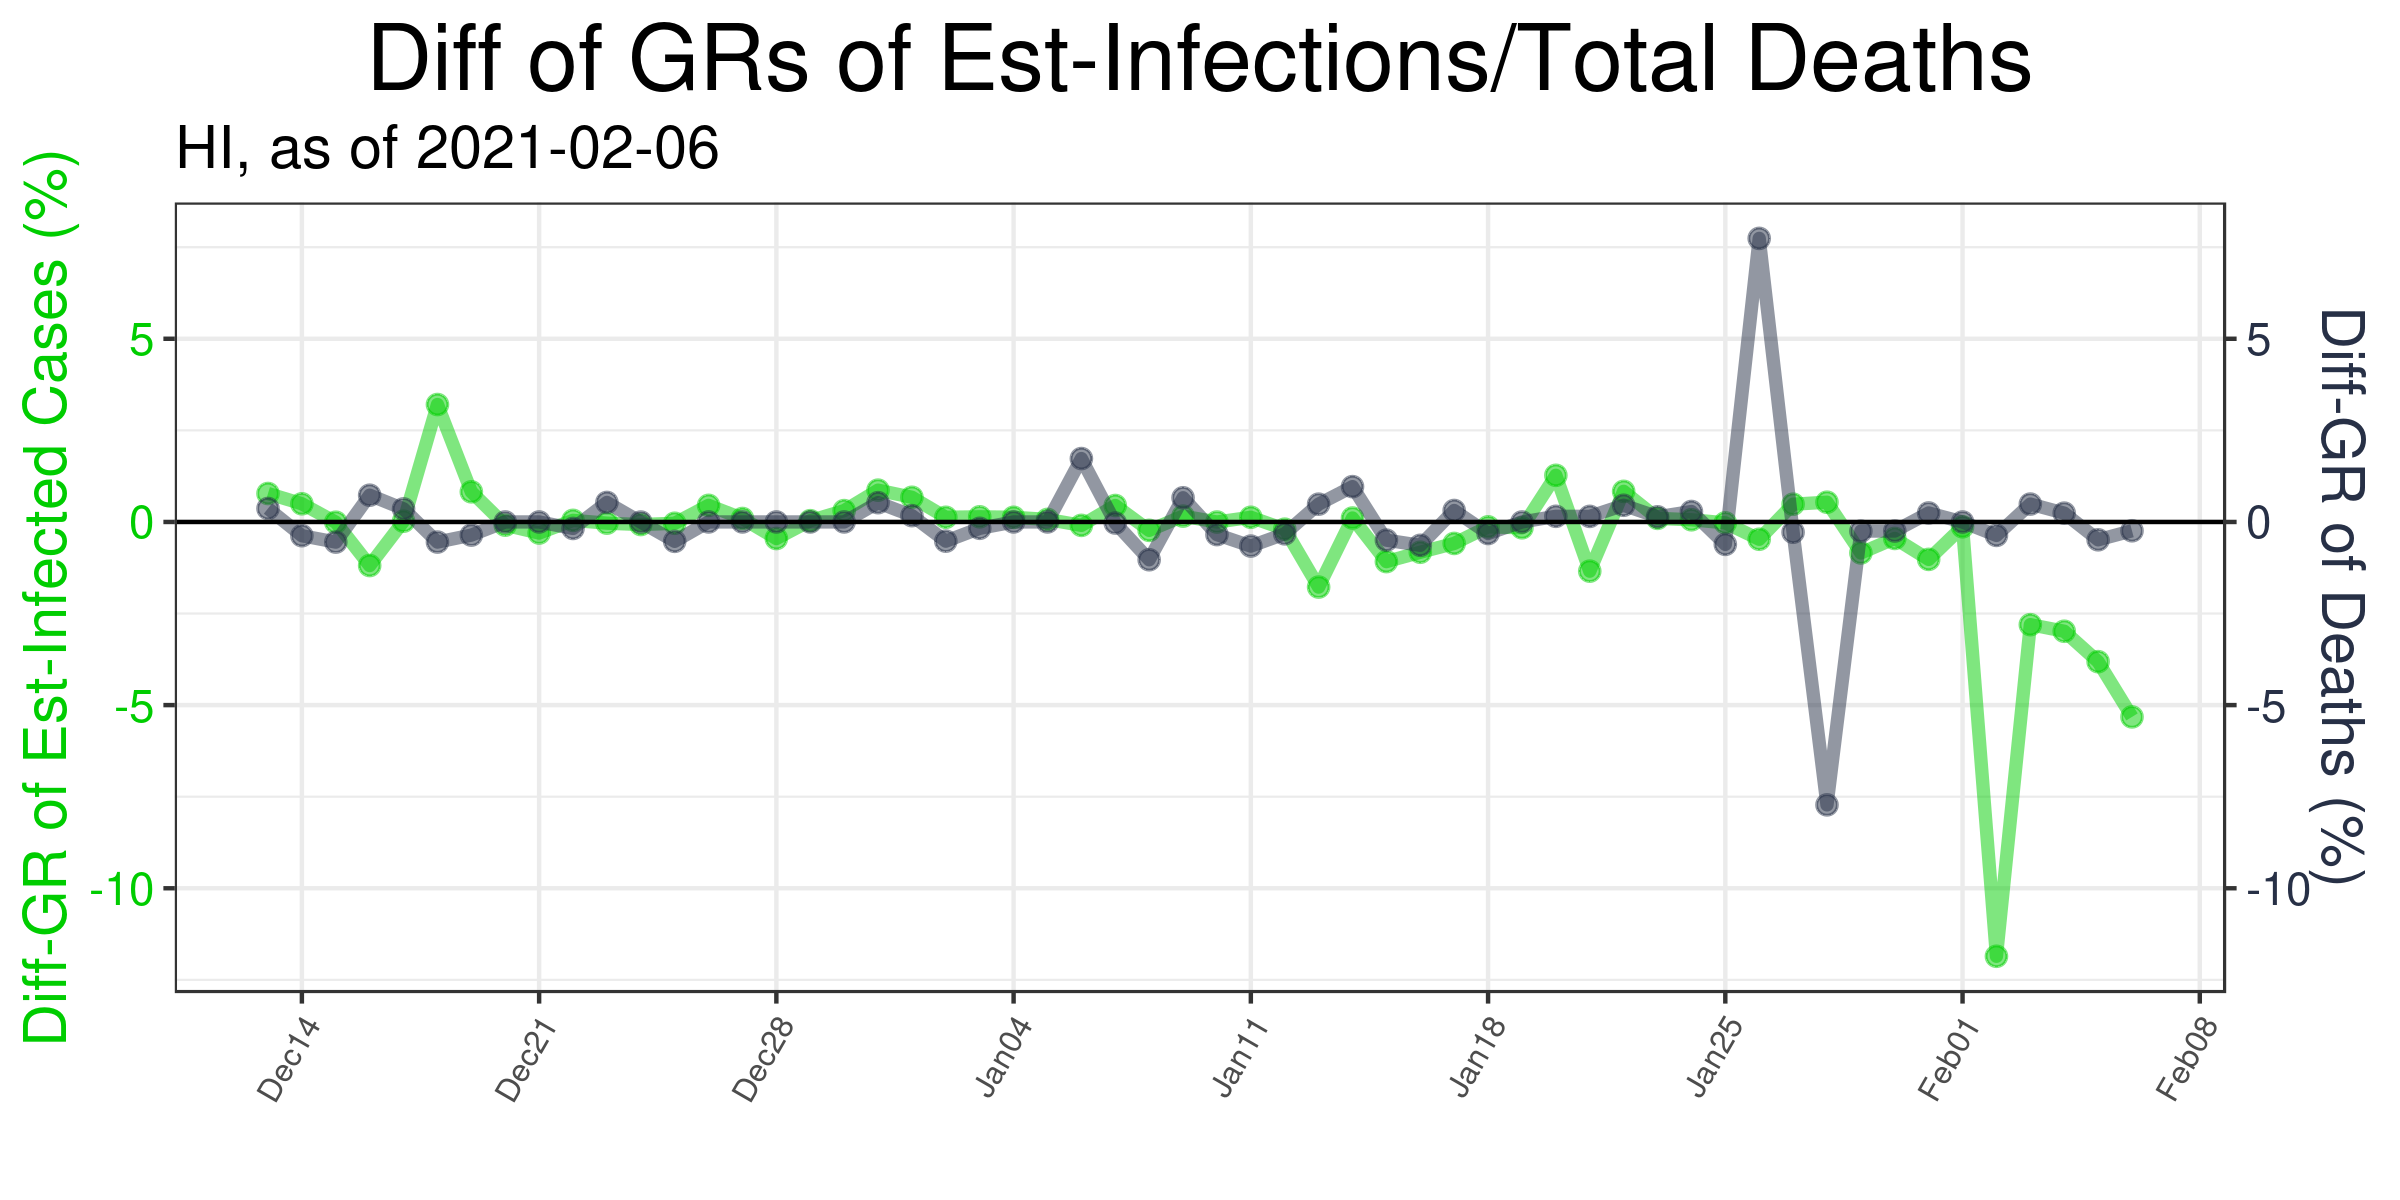 Diff of GRs of Est-Infections/Total Deaths
HI, as of 2021-02-06
Diff-GR of Est-Infected Cases (%)
5
0
-5
-10
5
0
-5
-10
Diff-GR of Deaths (%)
Dec14
Dec21
Dec28
Jan04
Jan11
Jan18
Jan25
Feb01
Feb08